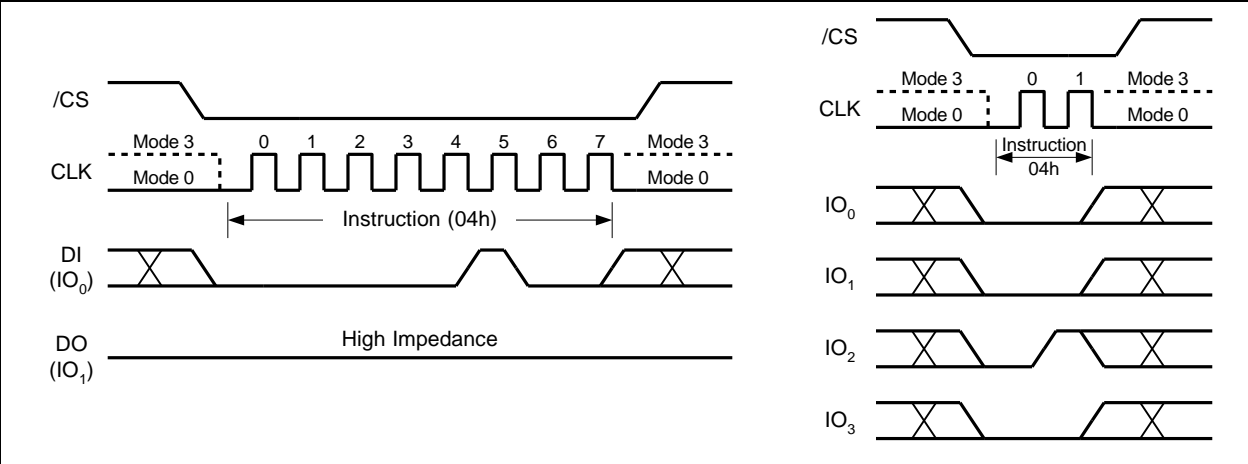 /CS
Mode 3 0 1 2 3 4 5 6 7 Mode 3
CLK
Mode 0 Mode 0
Instruction (04h)
DI
(IO0)
High Impedance
DO
(IO1)
/CS
Mode 3 0 1 Mode 3
CLK
Mode 0 Mode 0
Instruction
04h
IO0
IO1
IO2
IO3